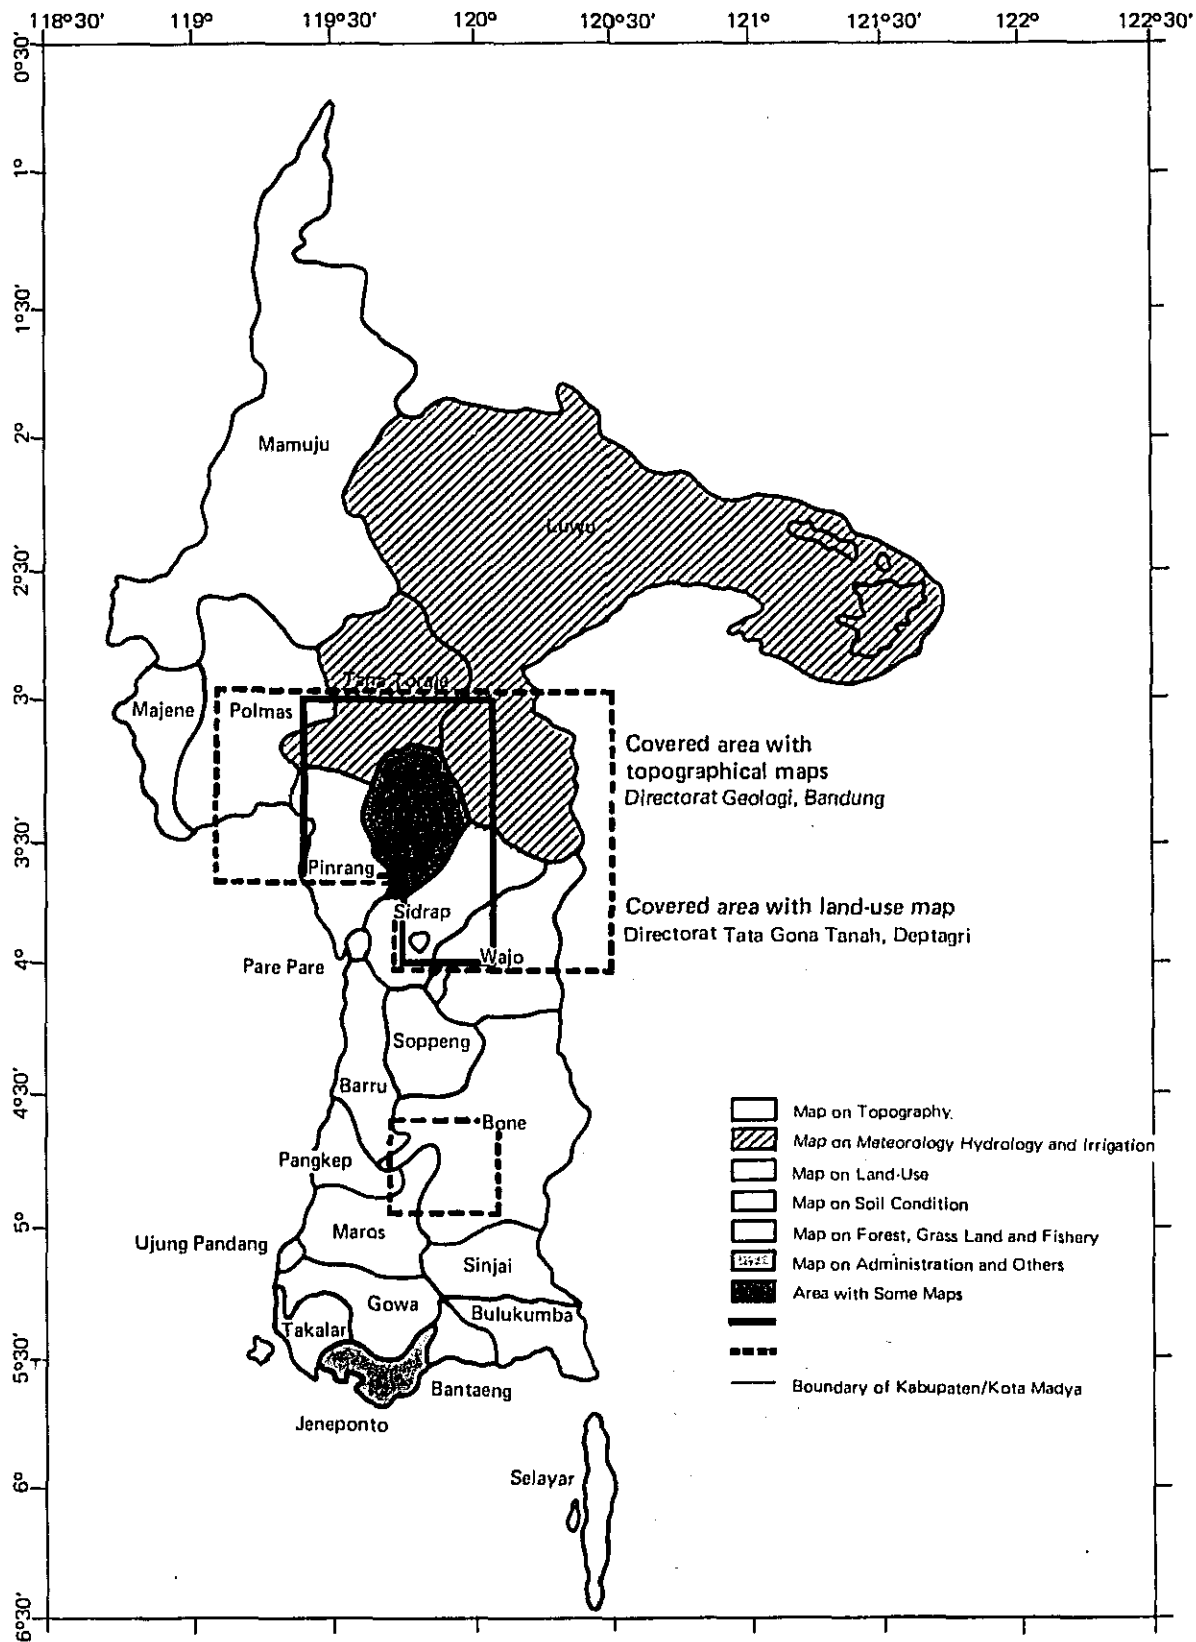 118°30′ 119° 119°30′ 120° 120°30′ 121° 121°30′ 122° 122°30′
0°30′
1°
1°30′
2°
Mamuju
Luwu
2°30′
Tana Toraja
3°
Majene
Polmas
Covered area with
topographical maps
Directorat Geologi, Bandung
3°30′
Pinrang
Sidrap
Covered area with land-use map
Directorat Tata Gona Tanah, Deptagri
Wajo
4°
Pare Pare
Soppeng
Barru
4°30′
Bone
Pangkep
Maros
5°
Ujung Pandang
Sinjai
Gowa
Bulukumba
Takalar
5°30′
Bantaeng
Jeneponto
Selayar
6°
6°30′
Map on Topography.
Map on Meteorology Hydrology and Irrigation
Map on Land-Use
Map on Soil Condition
Map on Forest, Grass Land and Fishery
Map on Administration and Others
Area with Some Maps
Boundary of Kabupaten/Kota Madya